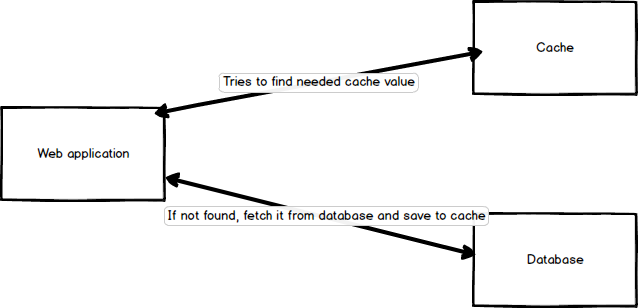 Cache
Tries to find needed cache value
Web application
If not found, fetch it from database and save to cache
Database